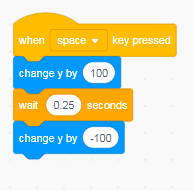 when space key pressed
change y by 100
wait 0.25 seconds
change y by -100